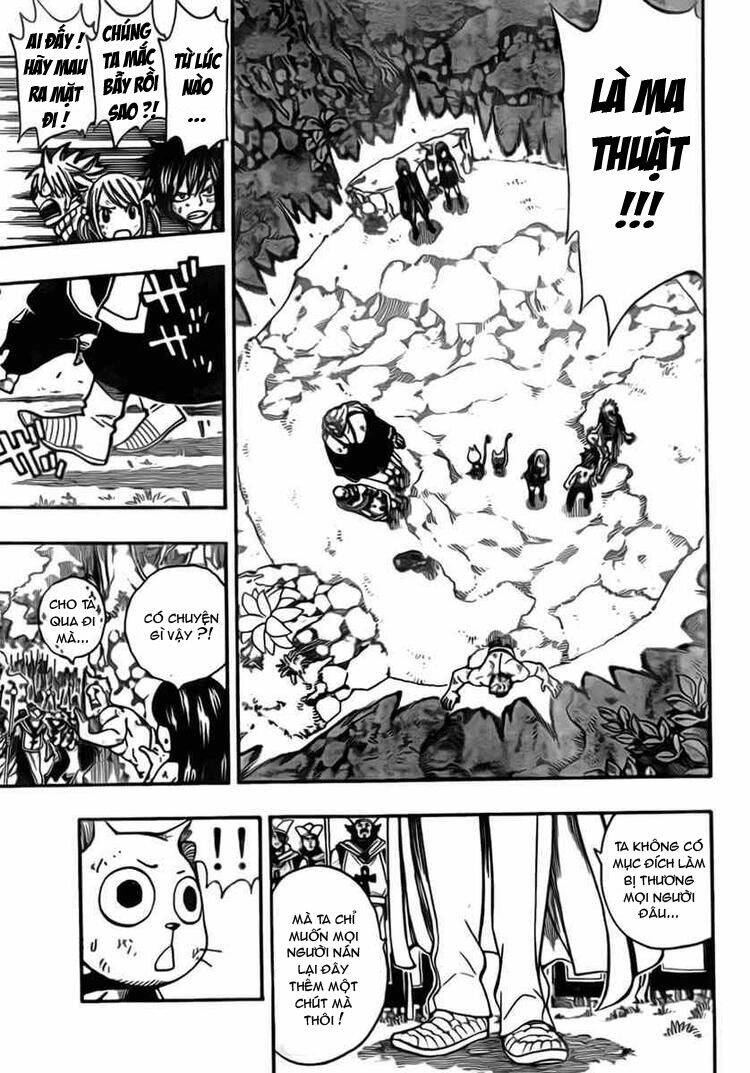 LÀ MA
THUẬT
!!!
TỪ LÚC
NÀO
...
CHÚNG
TA MẮC
BẪY RỒI
SAO ?!
AI ĐẤY !
HÃY MAU
RA MẶT
ĐI !
CÓ CHUYỆN
GÌ VẬY ?!
CHO TA
QUA ĐI
MÀ...
TA KHÔNG CÓ
MỤC ĐÍCH LÀM
BỊ THƯƠNG
MỌI NGƯỜI
ĐÂU...
MÀ TA CHỈ
MUỐN MỌI
NGƯỜI NÁN
LẠI ĐÂY
THÊM MỘT
CHÚT MÀ
THÔI !
!!